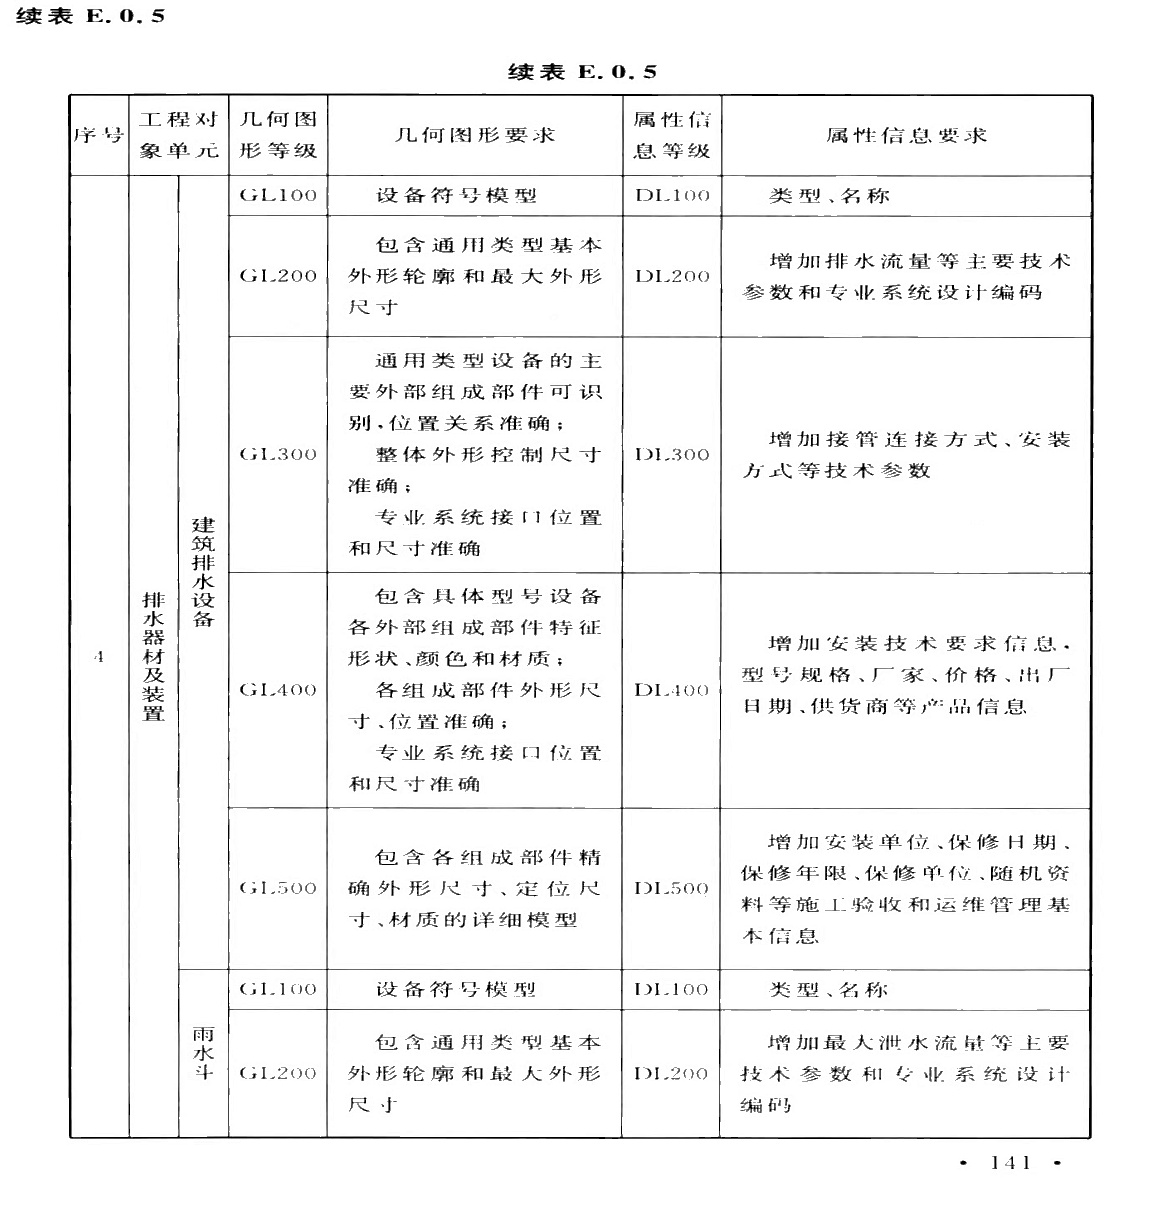 续表 E.0.5
续表 E.0.5
序号
工程对
象单元
几何图
形等级
几何图形要求
属性信
息等级
属性信息要求
4
排水器材及装置
建筑排水设备
GL100
设备符号模型
DL100
类型、名称
GL200
包含通用类型基本
外形轮廓和最大外形
尺寸
DL200
增加排水流量等主要技术
参数和专业系统设计编码
GL300
通用类型设备的主
要外部组成部件可识
别,位置关系准确;
整体外形控制尺寸
准确;
专业系统接口位置
和尺寸准确
DL300
增加接管连接方式、安装
方式等技术参数
GL400
包含具体型号设备
各外部组成部件特征
形状、颜色和材质;
各组成部件外形尺
寸、位置准确;
专业系统接口位置
和尺寸准确
DL400
增加安装技术要求信息,
型号规格、厂家、价格、出厂
日期、供货商等产品信息
GL500
包含各组成部件精
确外形尺寸、定位尺
寸、材质的详细模型
DL500
增加安装单位、保修日期、
保修年限、保修单位、随机资
料等施工验收和运维管理基
本信息
雨水斗
GL100
设备符号模型
DL100
类型、名称
GL200
包含通用类型基本
外形轮廓和最大外形
尺寸
DL200
增加最大泄水流量等主要
技术参数和专业系统设计
编码
· 141 ·